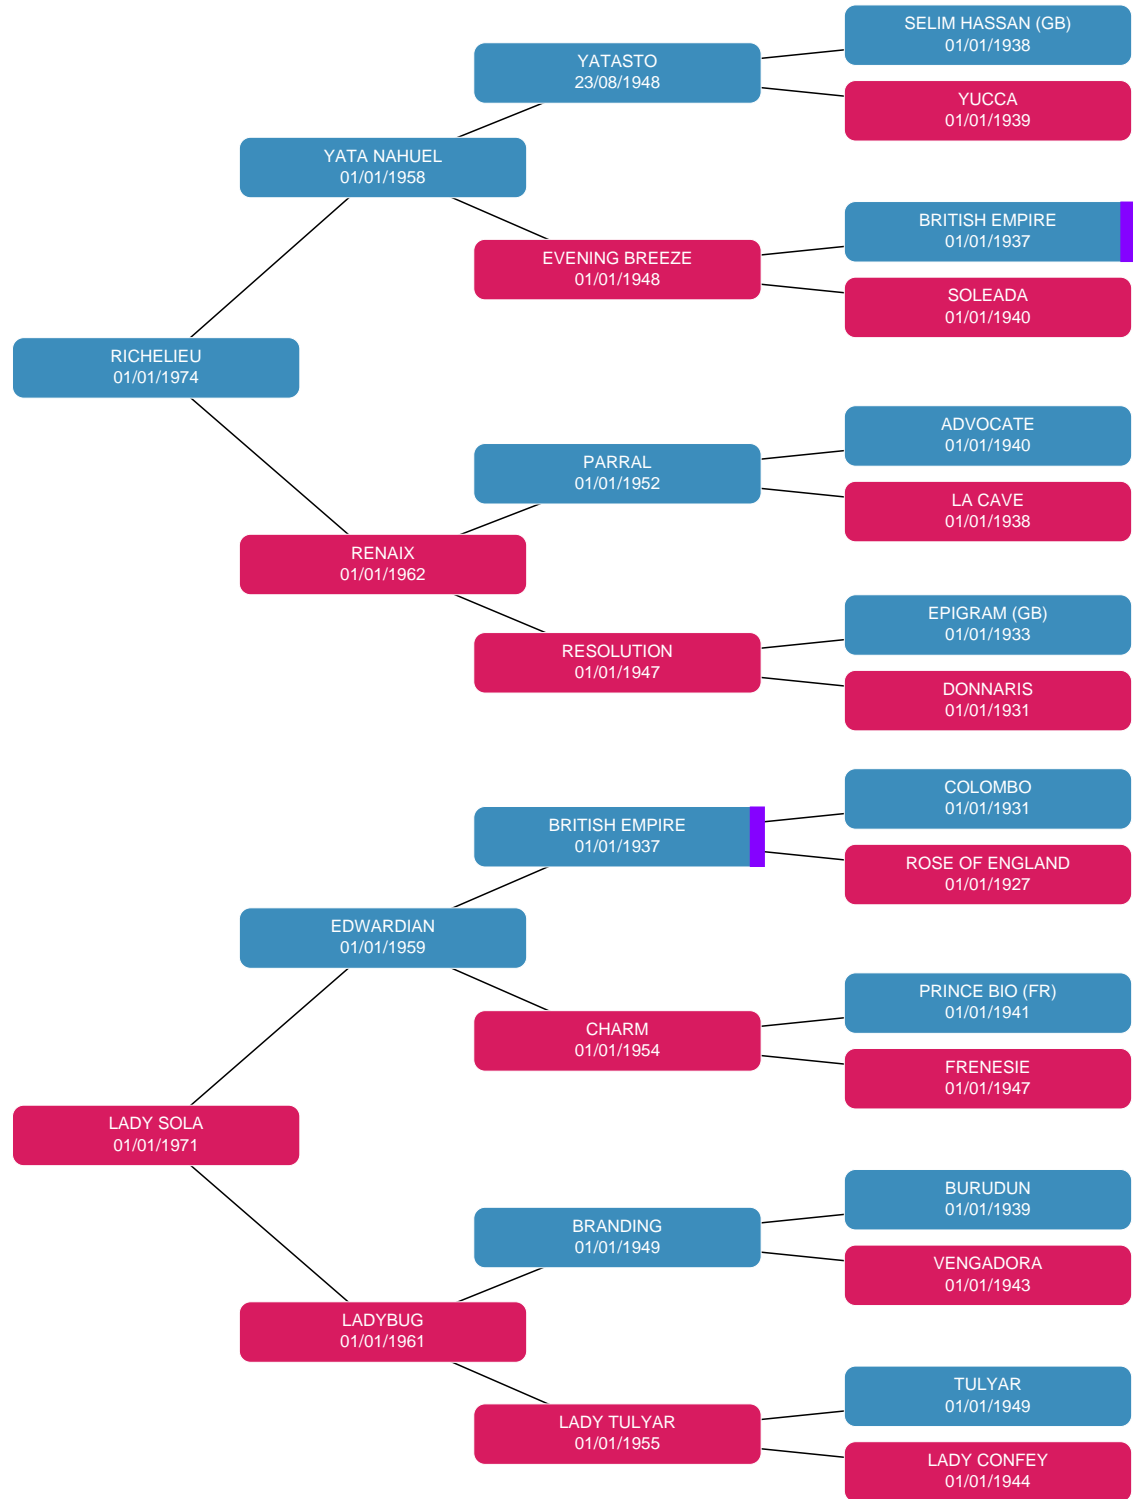 SELIM HASSAN (GB)
01/01/1938
YATASTO
23/08/1948
YUCCA
01/01/1939
YATA NAHUEL
01/01/1958
BRITISH EMPIRE
01/01/1937
EVENING BREEZE
01/01/1948
SOLEADA
01/01/1940
RICHELIEU
01/01/1974
ADVOCATE
01/01/1940
PARRAL
01/01/1952
LA CAVE
01/01/1938
RENAIX
01/01/1962
EPIGRAM (GB)
01/01/1933
RESOLUTION
01/01/1947
DONNARIS
01/01/1931
COLOMBO
01/01/1931
BRITISH EMPIRE
01/01/1937
ROSE OF ENGLAND
01/01/1927
EDWARDIAN
01/01/1959
PRINCE BIO (FR)
01/01/1941
CHARM
01/01/1954
FRENESIE
01/01/1947
LADY SOLA
01/01/1971
BURUDUN
01/01/1939
BRANDING
01/01/1949
VENGADORA
01/01/1943
LADYBUG
01/01/1961
TULYAR
01/01/1949
LADY TULYAR
01/01/1955
LADY CONFEY
01/01/1944